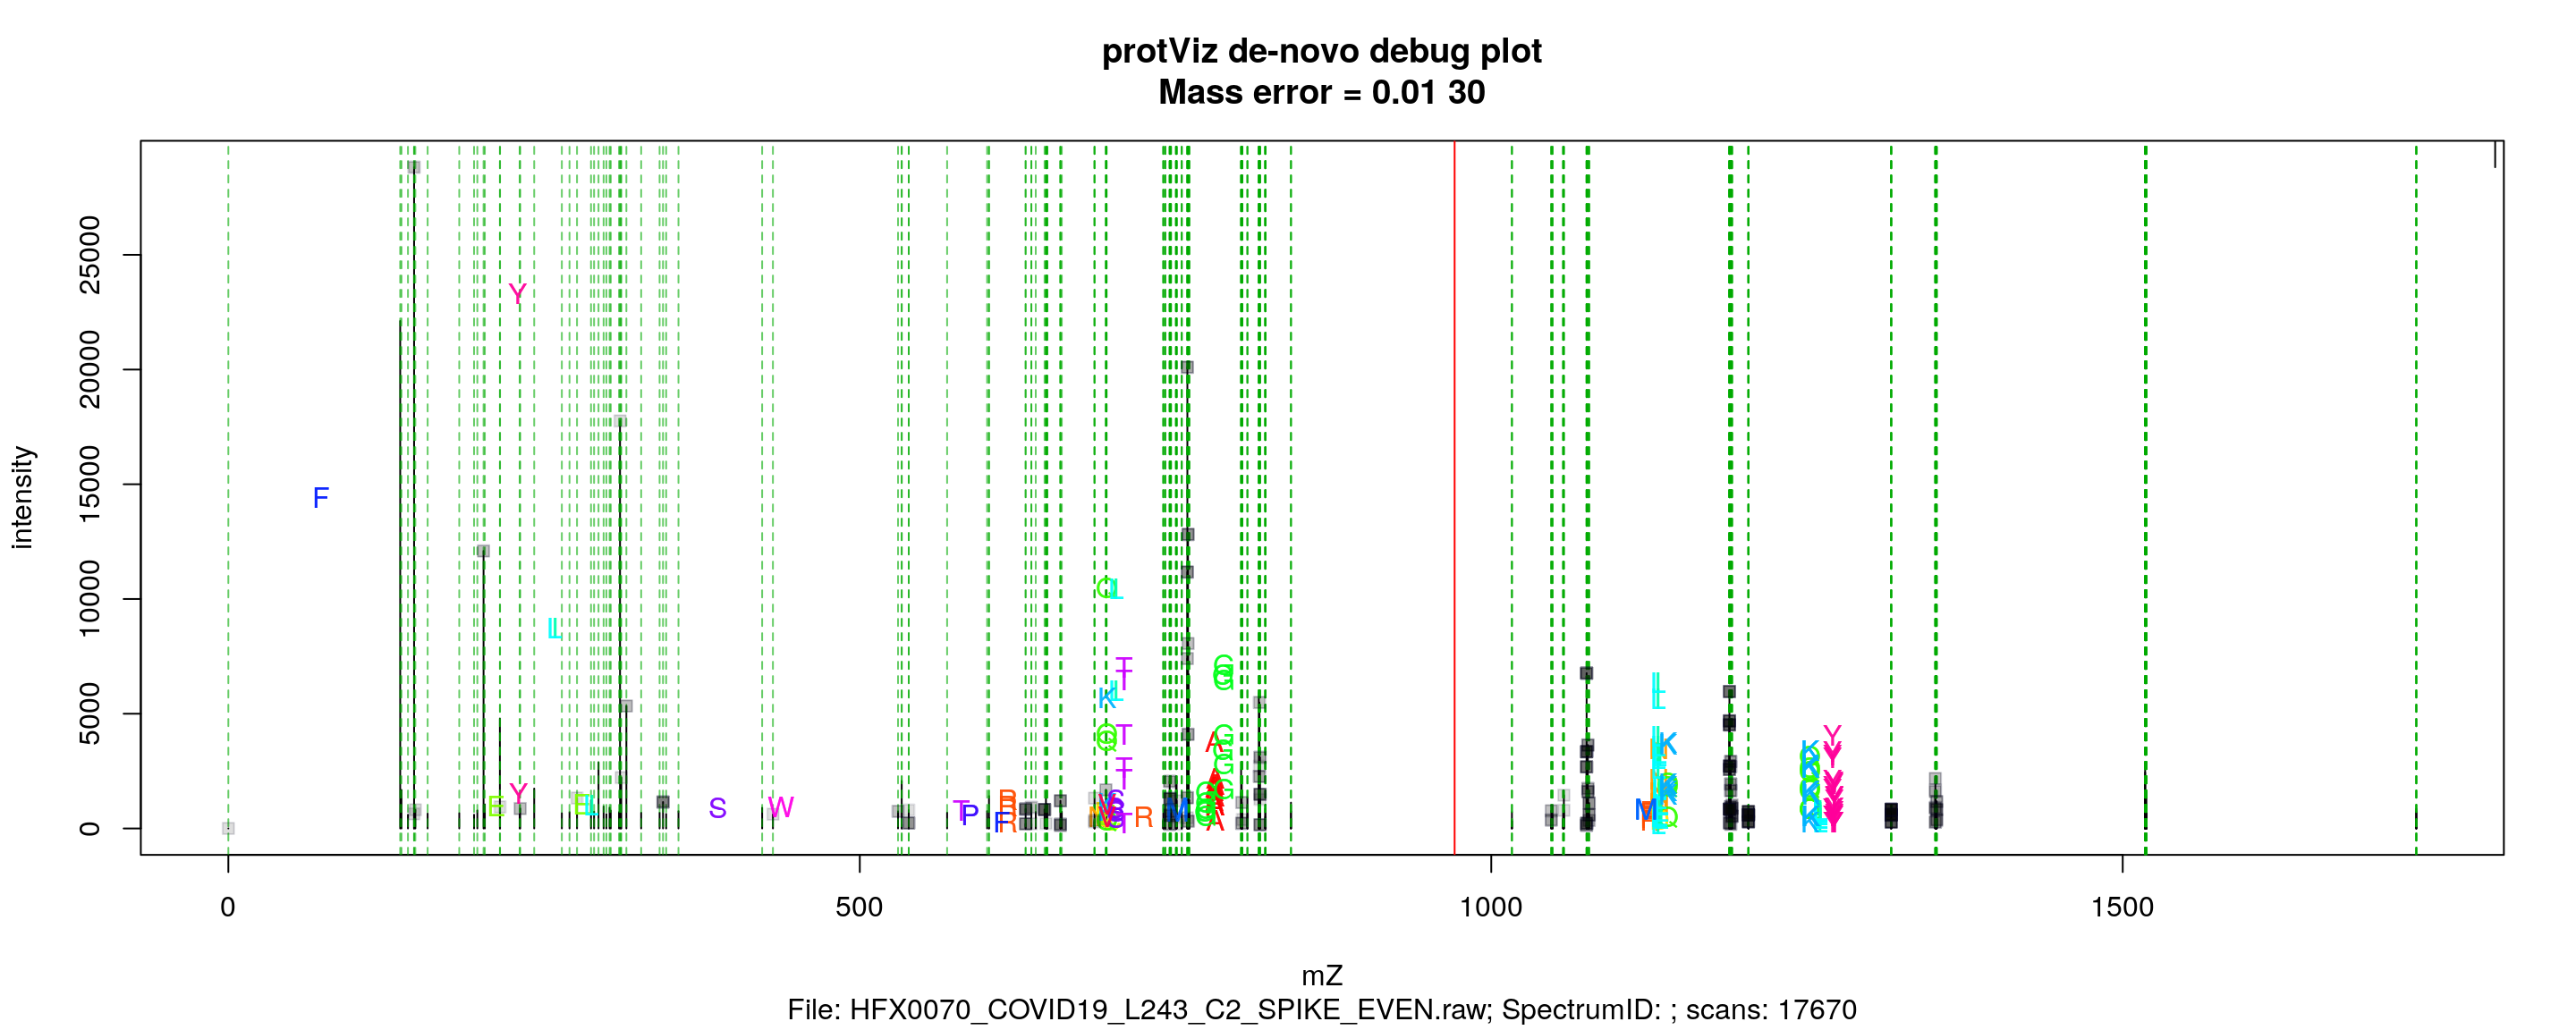 protViz de-novo debug plot
Mass error = 0.01 30
intensity
25000
20000
15000
10000
5000
0
F
Y
Y
E
L
E
L
S
W
T
P
F
R
R
R
Q
L
K
L
T
T
T
T
T
T
R
M
A
A
G
G
G
G
G
L
L
K
M
K
K
K
Y
Y
0
500
1000
1500
mZ
File: HFX0070_COVID19_L243_C2_SPIKE_EVEN.raw; SpectrumID: ; scans: 17670